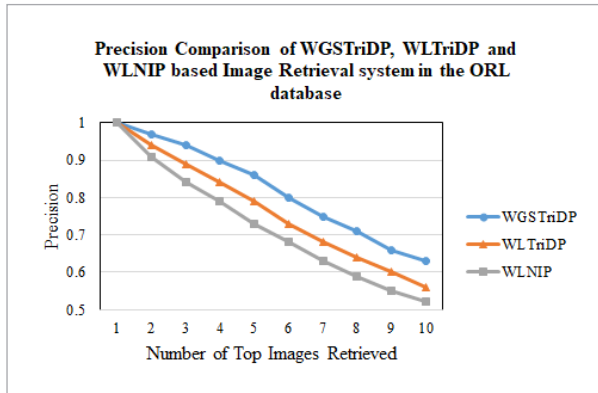 Precision Comparison of WGSTriDP, WLTriDP and
WLNIP based Image Retrieval system in the ORL
database
1
0.9
0.8
0.7
0.6
0.5
Precision
1 2 3 4 5 6 7 8 9 10
Number of Top Images Retrieved
WGSTriDP
WLTriDP
WLNIP